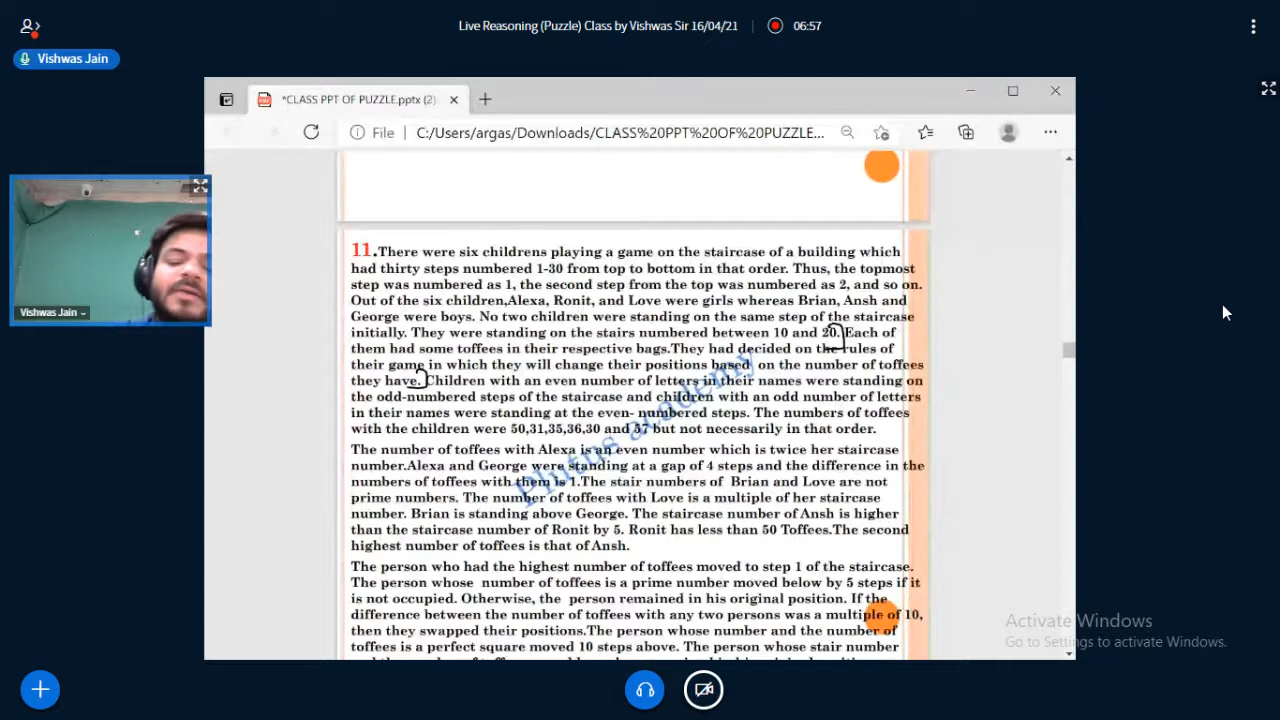 Live Reasoning (Puzzle) Class by Vishwas Sir 16/04/21
06:57
Vishwas Jain
*CLASS PPT OF PUZZLE.pptx (2)
File
C:/Users/argas/Downloads/CLASS%20PPT%20OF%20PUZZLE...
11.There were six childrens playing a game on the staircase of a building which
had thirty steps numbered 1-30 from top to bottom in that order. Thus, the topmost
step was numbered as 1, the second step from the top was numbered as 2, and so on.
Out of the six children,Alexa, Ronit, and Love were girls whereas Brian, Ansh and
George were boys. No two children were standing on the same step of the staircase
initially. They were standing on the stairs numbered between 10 and 20.Each of
them had some toffees in their respective bags.They had decided on the rules of
their game in which they will change their positions based on the number of toffees
they have. Children with an even number of letters in their names were standing on
the odd-numbered steps of the staircase and children with an odd number of letters
in their names were standing at the even- numbered steps. The numbers of toffees
with the children were 50,31,35,36,30 and 57 but not necessarily in that order.
The number of toffees with Alexa is an even number which is twice her staircase
number.Alexa and George were standing at a gap of 4 steps and the difference in the
numbers of toffees with them is 1.The stair numbers of Brian and Love are not
prime numbers. The number of toffees with Love is a multiple of her staircase
number. Brian is standing above George. The staircase number of Ansh is higher
than the staircase number of Ronit by 5. Ronit has less than 50 Toffees.The second
highest number of toffees is that of Ansh.
The person who had the highest number of toffees moved to step 1 of the staircase.
The person whose number of toffees is a prime number moved below by 5 steps if it
is not occupied. Otherwise, the person remained in his original position. If the
difference between the number of toffees with any two persons was a multiple of 10,
then they swapped their positions.The person whose number and the number of
toffees is a perfect square moved 10 steps above. The person whose stair number
Plutus academy
Vishwas Jain
Activate Windows
Go to Settings to activate Windows.